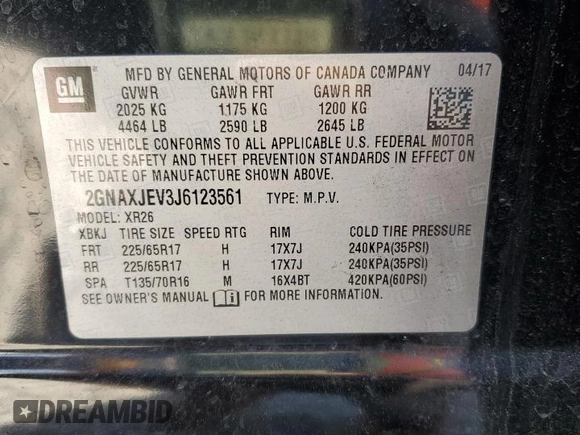 GM
MFD BY GENERAL MOTORS OF CANADA COMPANY 04/17
GVWR GAWR FRT GAWR RR
2025 KG 1175 KG 1200 KG
4464 LB 2590 LB 2645 LB
THIS VEHICLE CONFORMS TO ALL APPLICABLE U.S. FEDERAL MOTOR
VEHICLE SAFETY AND THEFT PREVENTION STANDARDS IN EFFECT ON
THE DATE OF MANUFACTURE SHOWN ABOVE.
2GNAXJEV3J6123561 TYPE: M.P.V.
MODEL: XR26
XBKJ TIRE SIZE SPEED RTG RIM COLD TIRE PRESSURE
FRT 225/65R17 H 17X7J 240KPA(35PSI)
RR 225/65R17 H 17X7J 240KPA(35PSI)
SPA T135/70R16 M 16X4BT 420KPA(60PSI)
SEE OWNER'S MANUAL FOR MORE INFORMATION.
DREAMBID